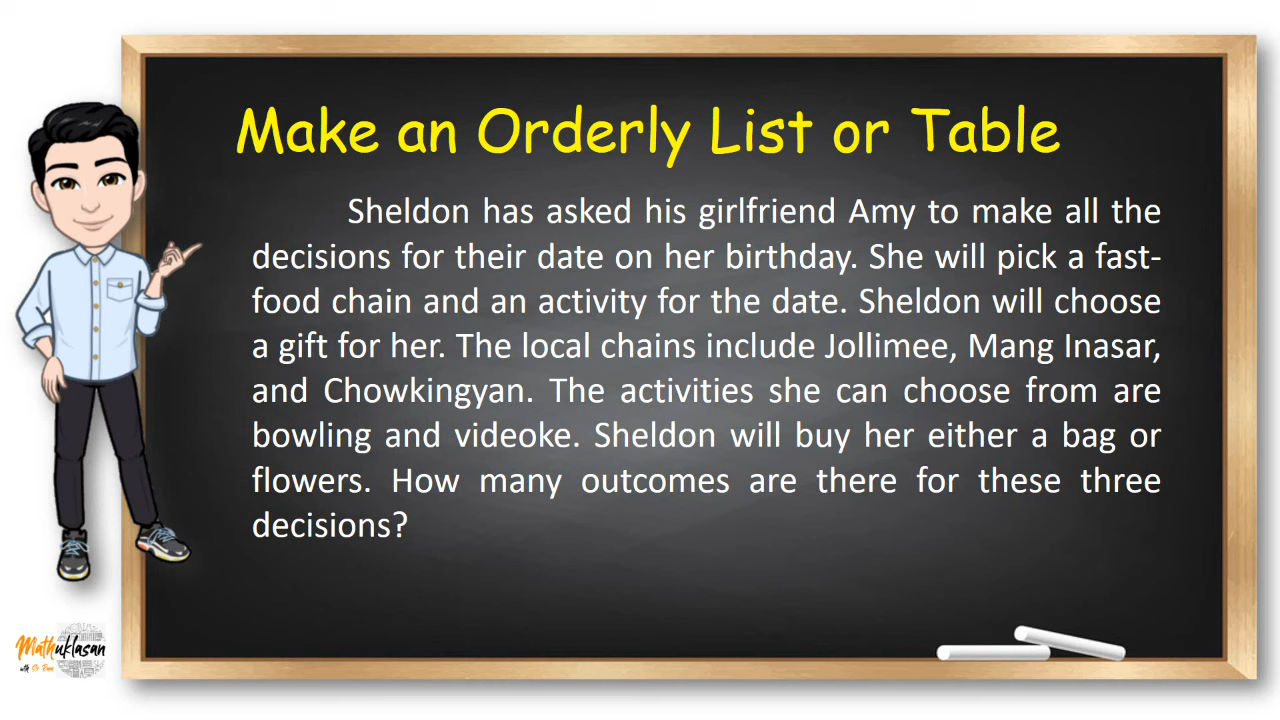 Make an Orderly List or Table
Sheldon has asked his girlfriend Amy to make all the
decisions for their date on her birthday. She will pick a fast-
food chain and an activity for the date. Sheldon will choose
a gift for her. The local chains include Jollimee, Mang Inasar,
and Chowkingyan. The activities she can choose from are
bowling and videoke. Sheldon will buy her either a bag or
flowers. How many outcomes are there for these three
decisions?
Mathuklasan
with Sir Ram